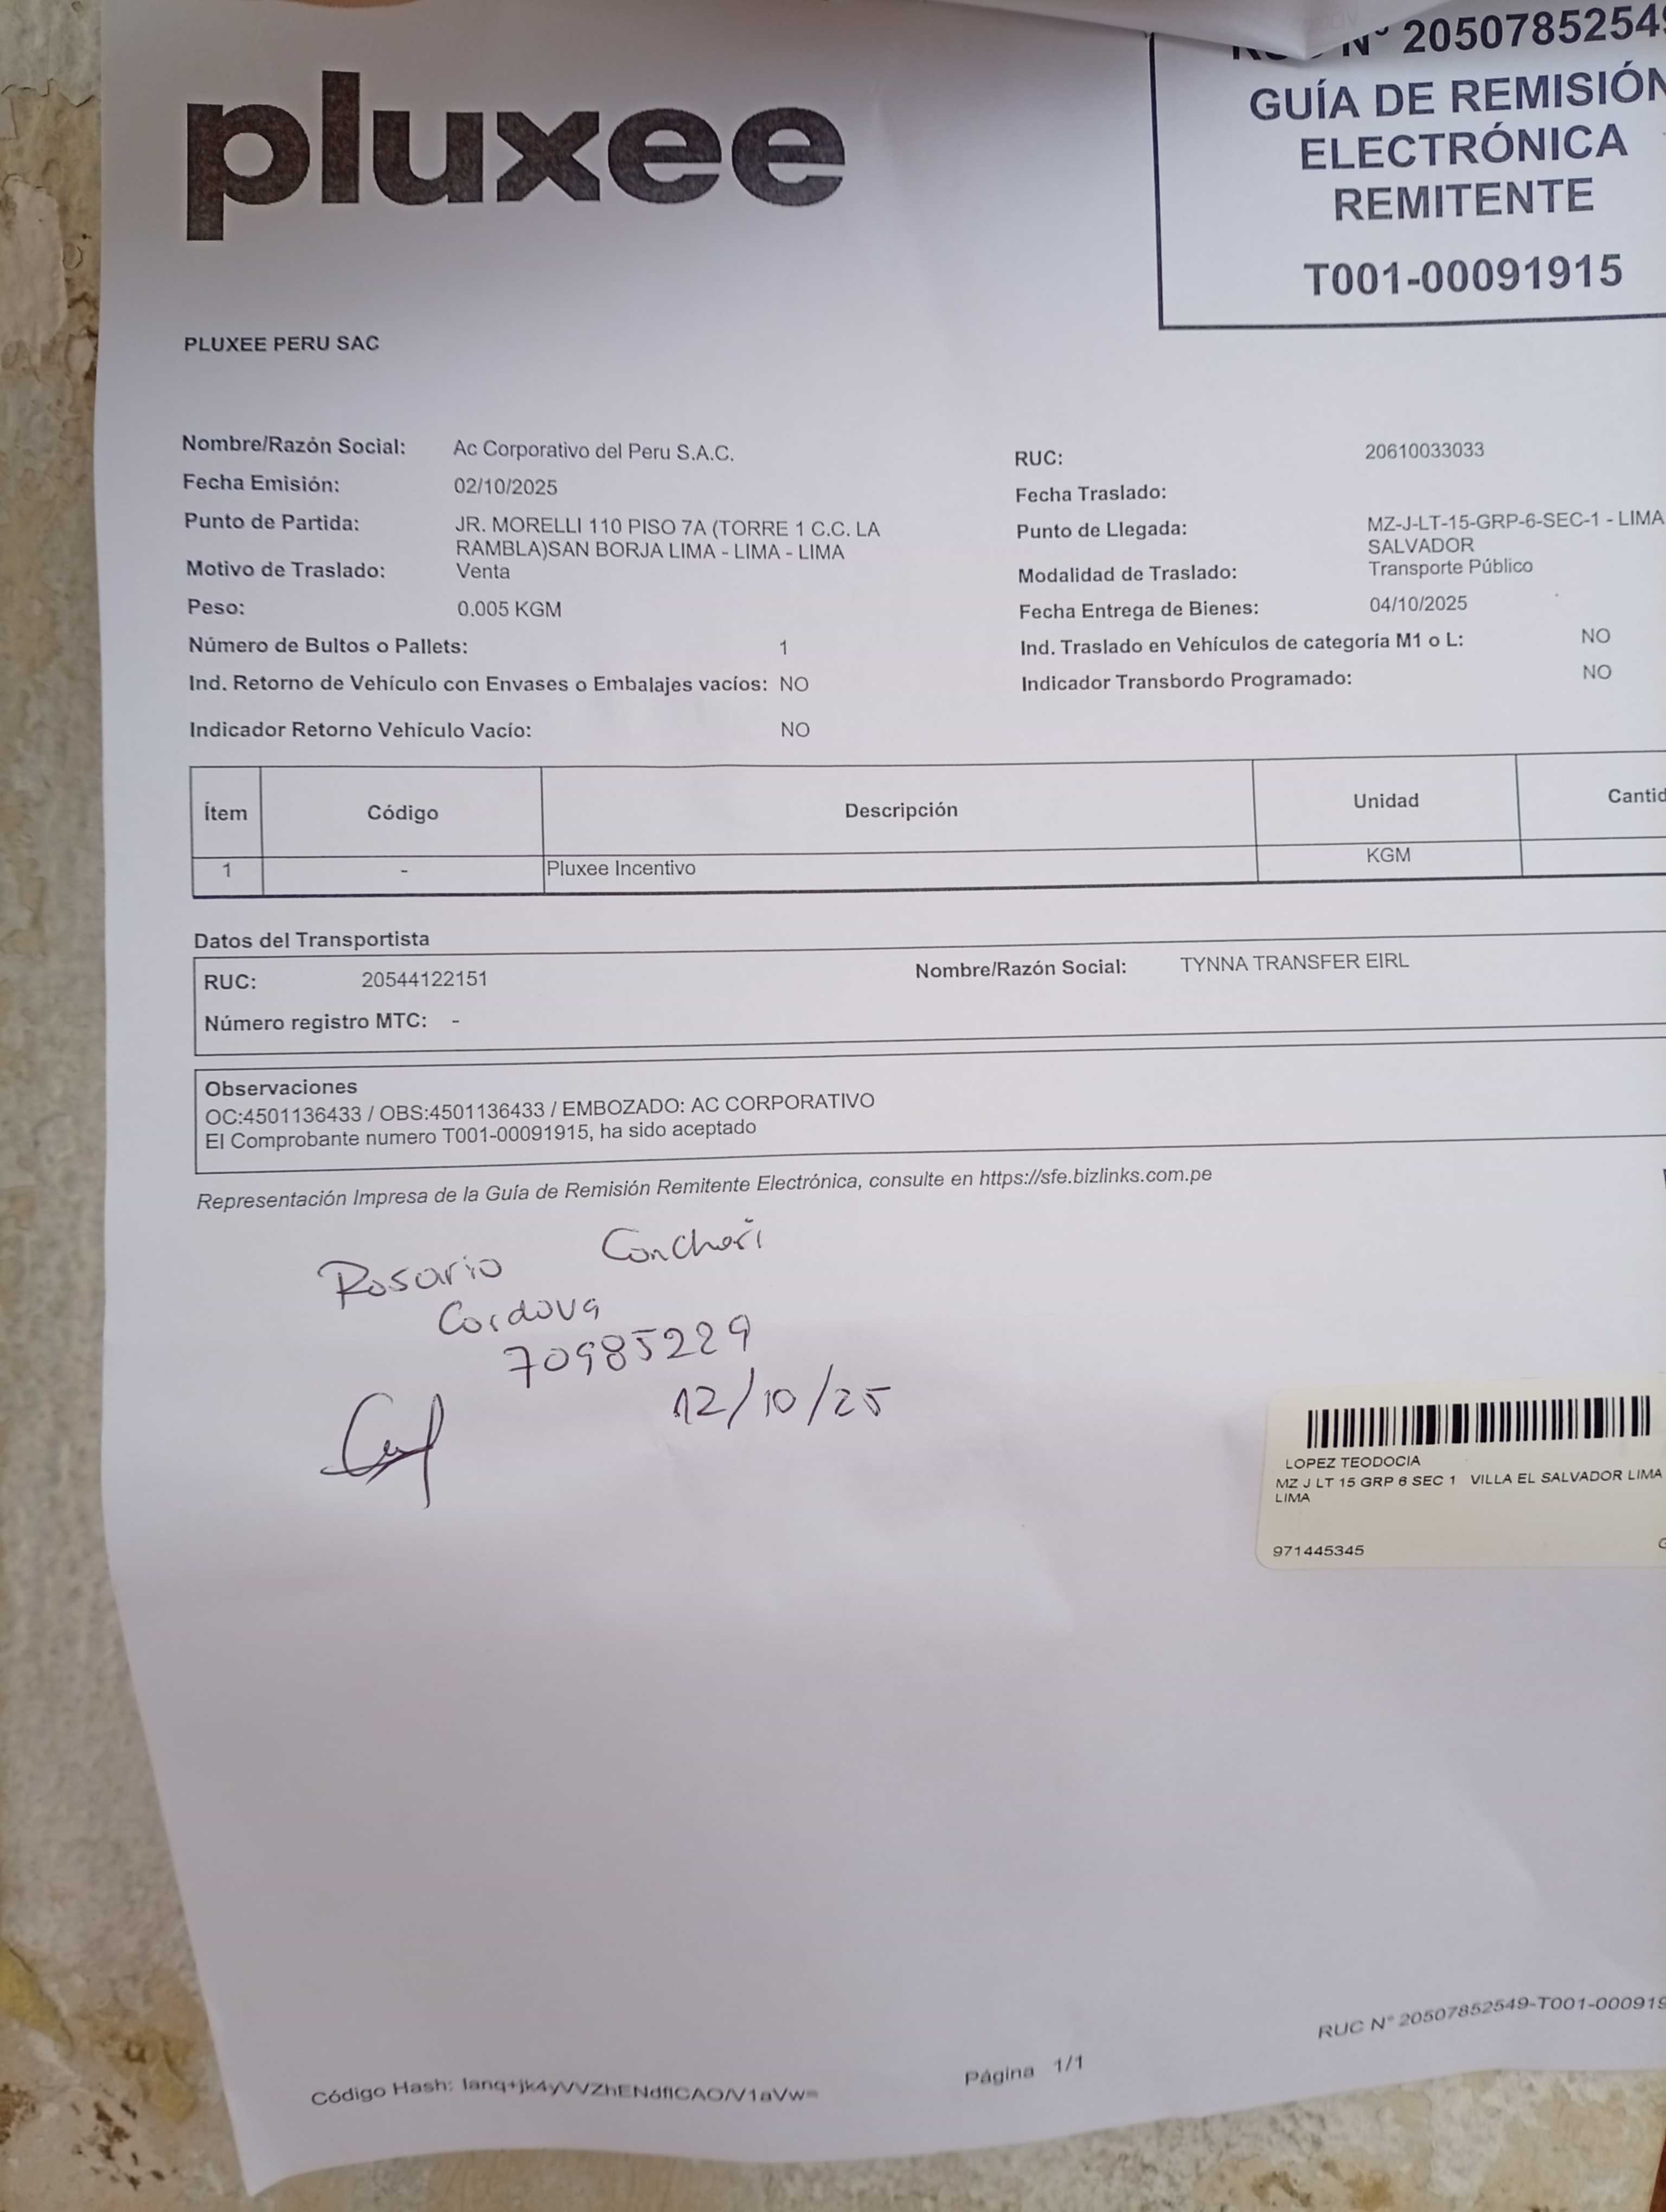 pluxee
N° 2050785254
GUÍA DE REMISIÓN
ELECTRÓNICA
REMITENTE
T001-00091915
PLUXEE PERU SAC
Nombre/Razón Social: Ac Corporativo del Peru S.A.C.
RUC: 20610033033
Fecha Emisión: 02/10/2025
Fecha Traslado:
Punto de Partida: JR. MORELLI 110 PISO 7A (TORRE 1 C.C. LA
RAMBLA)SAN BORJA LIMA - LIMA - LIMA
Punto de Llegada: MZ-J-LT-15-GRP-6-SEC-1 - LIMA
SALVADOR
Motivo de Traslado: Venta
Modalidad de Traslado: Transporte Público
Peso: 0.005 KGM
Fecha Entrega de Bienes: 04/10/2025
Número de Bultos o Pallets: 1
Ind. Traslado en Vehículos de categoría M1 o L: NO
Ind. Retorno de Vehículo con Envases o Embalajes vacíos: NO
Indicador Transbordo Programado: NO
Indicador Retorno Vehículo Vacío: NO
Ítem Código Descripción Unidad Cantid
1 - Pluxee Incentivo KGM
Datos del Transportista
RUC: 20544122151 Nombre/Razón Social: TYNNA TRANSFER EIRL
Número registro MTC: -
Observaciones
OC:4501136433 / OBS:4501136433 / EMBOZADO: AC CORPORATIVO
El Comprobante numero T001-00091915, ha sido aceptado
Representación Impresa de la Guía de Remisión Remitente Electrónica, consulte en https://sfe.bizlinks.com.pe
Rosario
Cordova
70985229
12/10/25
LOPEZ TEODOCIA
MZ J LT 15 GRP 6 SEC 1 VILLA EL SALVADOR LIMA
LIMA
971445345
RUC N° 20507852549-T001-000919
Código Hash:
Página 1/1